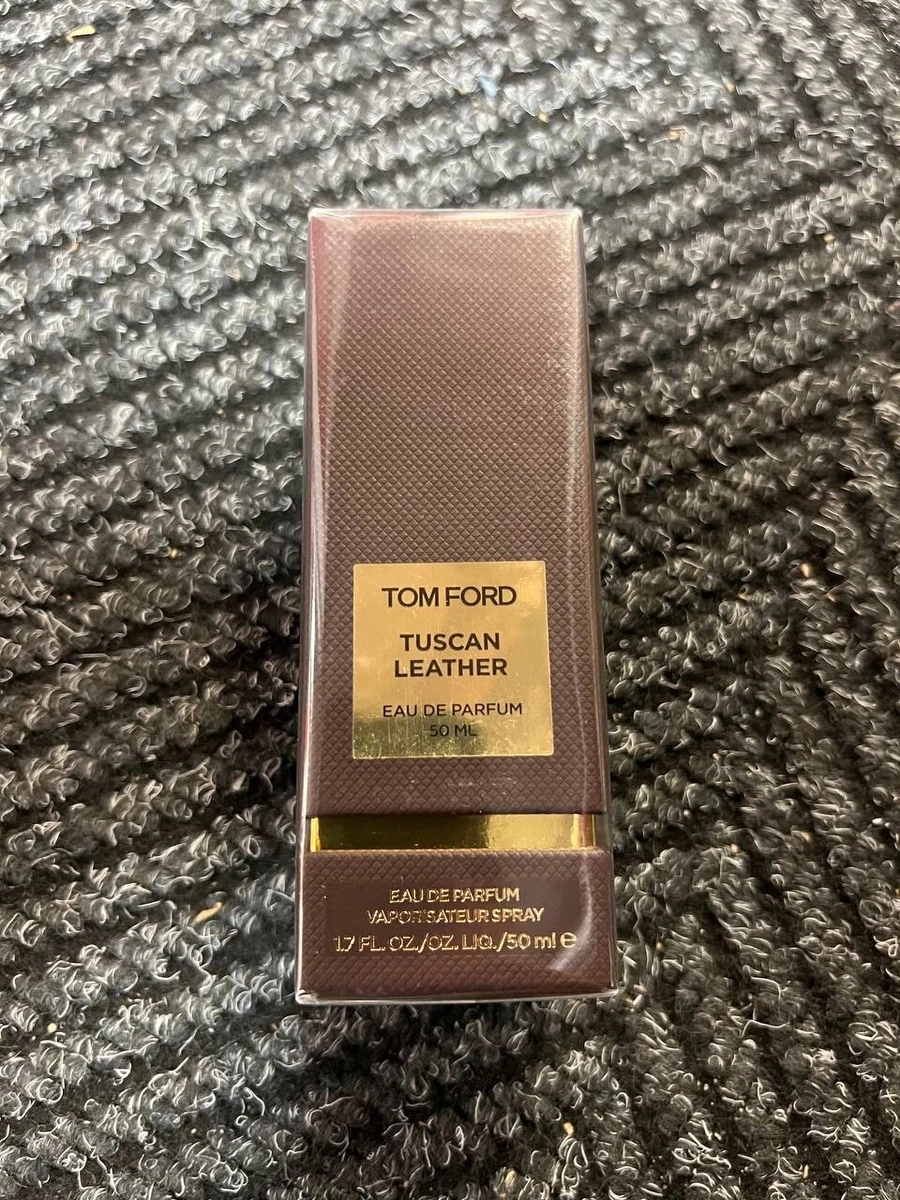 TOM FORD
TUSCAN
LEATHER
EAU DE PARFUM
50 ML
EAU DE PARFUM
VAPORISATEUR SPRAY
1.7 FL. OZ./OZ. LIQ./50 ml ℮